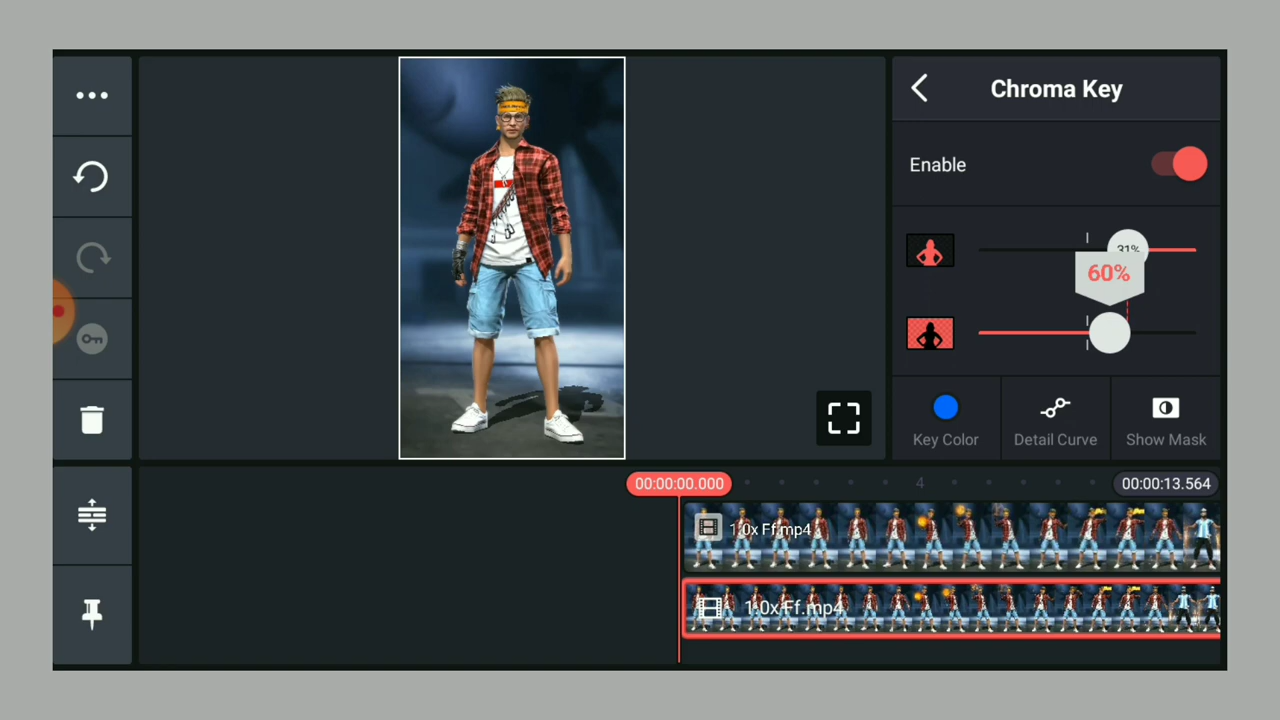 Chroma Key
Enable
31%
60%
Key Color
Detail Curve
Show Mask
00:00:00.000
4
00:00:13.564
1.0x Ff.mp4
1.0x Ff.mp4